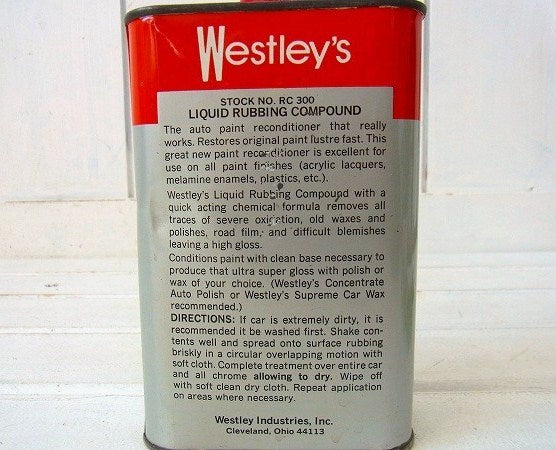 Westley's
STOCK NO. RC 300
LIQUID RUBBING COMPOUND
The auto paint reconditioner that really
works. Restores original paint lustre fast. This
great new paint reconditioner is excellent for
use on all paint finishes (acrylic lacquers,
melamine enamels, plastics, etc.).
Westley's Liquid Rubbing Compound with a
quick acting chemical formula removes all
traces of severe oxidation, old waxes and
polishes, road film, and difficult blemishes
leaving a high gloss.
Conditions paint with clean base necessary to
produce that ultra super gloss with polish or
wax of your choice. (Westley's Concentrate
Auto Polish or Westley's Supreme Car Wax
recommended.)
DIRECTIONS: If car is extremely dirty, it is
recommended it be washed first. Shake con-
tents well and spread onto surface rubbing
briskly in a circular overlapping motion with
soft cloth. Complete treatment over entire car
and all chrome allowing to dry. Wipe off
with soft clean dry cloth. Repeat application
on areas where necessary.
Westley Industries, Inc.
Cleveland, Ohio 44113